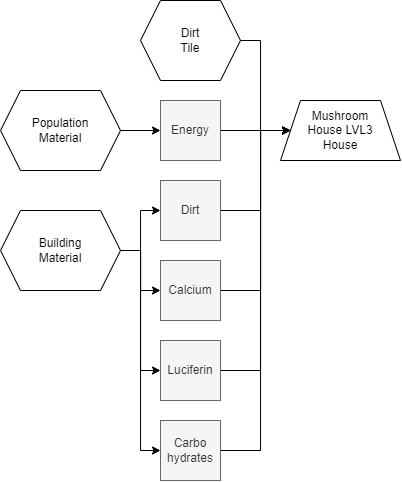 Dirt
Tile
Population
Material
Energy
Mushroom
House LVL3
House
Building
Material
Dirt
Calcium
Luciferin
Carbo
hydrates